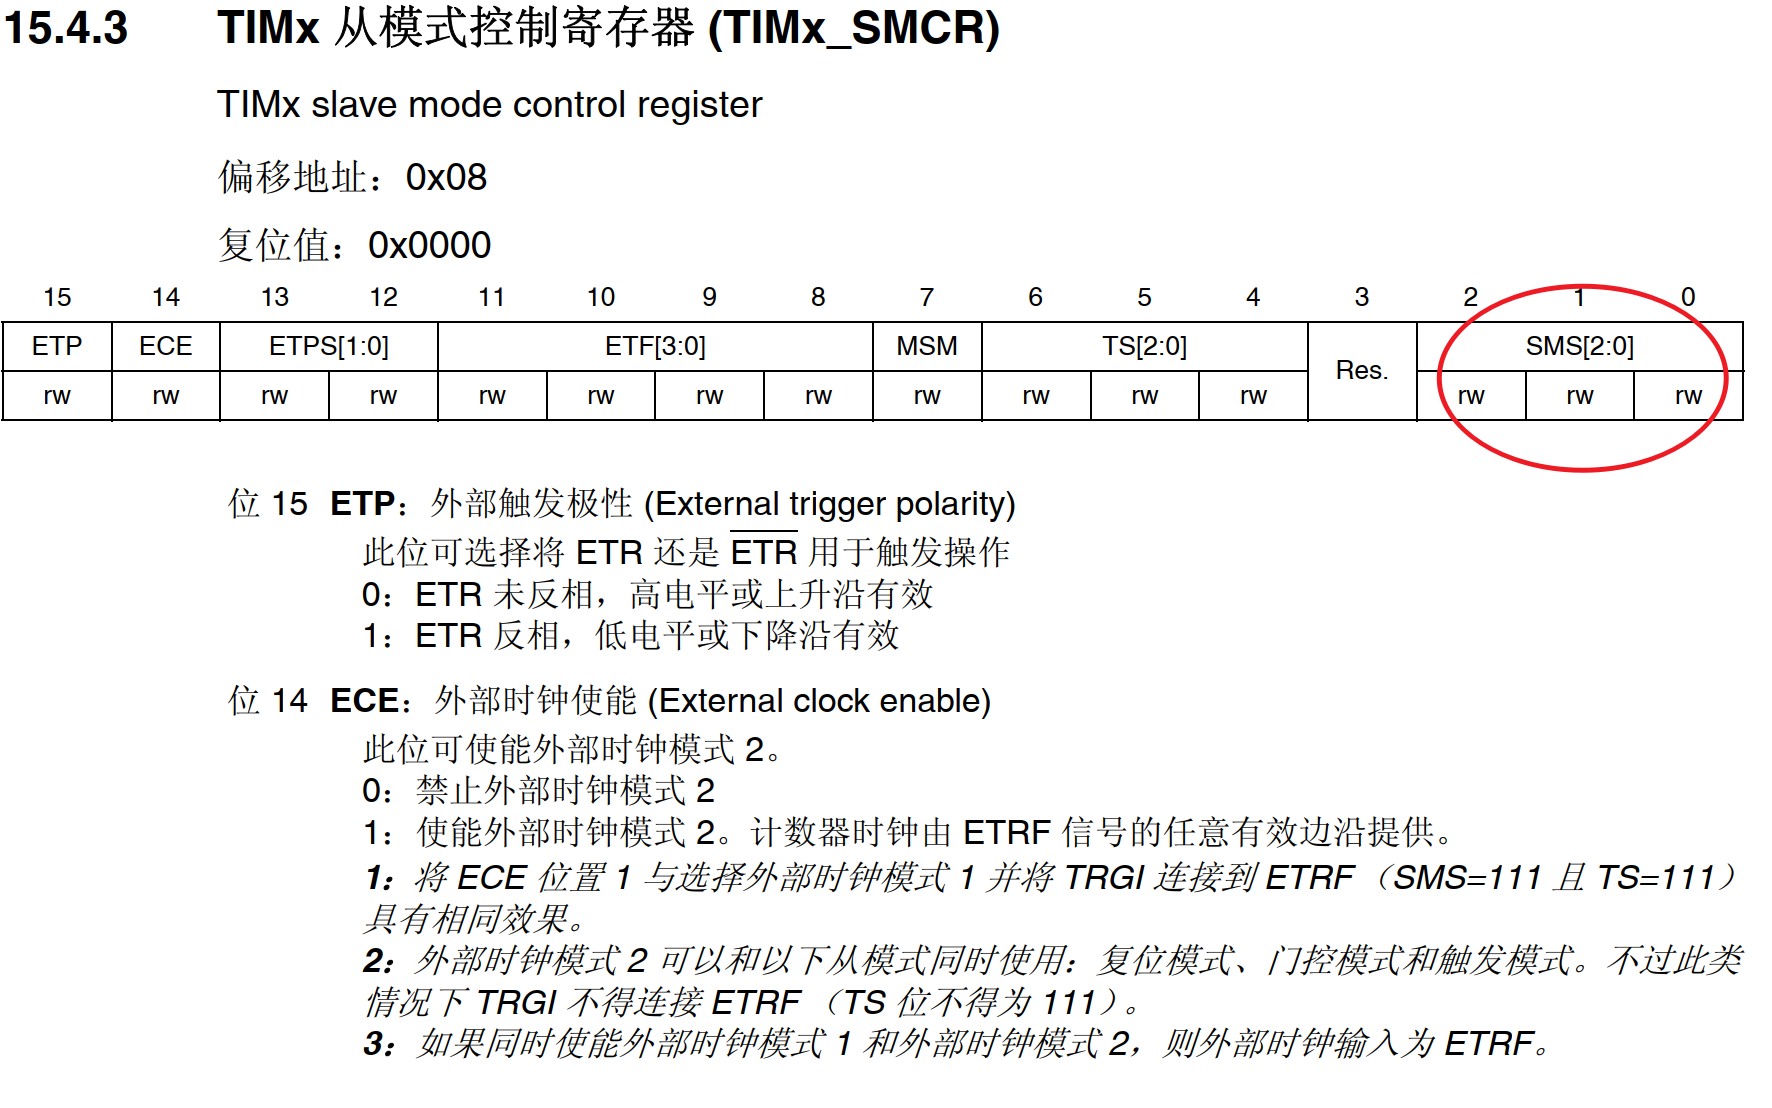 15.4.3 TIMx 从模式控制寄存器 (TIMx_SMCR)
TIMx slave mode control register
偏移地址：0x08
复位值：0x0000
15 14 13 12 11 10 9 8 7 6 5 4 3 2 1 0
ETP ECE ETPS[1:0] ETF[3:0] MSM TS[2:0] Res. SMS[2:0]
rw rw rw rw rw rw rw rw rw rw rw rw rw rw rw
位 15 ETP：外部触发极性 (External trigger polarity)
此位可选择将 ETR 还是 E̅T̅R̅ 用于触发操作
0：ETR 未反相，高电平或上升沿有效
1：ETR 反相，低电平或下降沿有效
位 14 ECE：外部时钟使能 (External clock enable)
此位可使能外部时钟模式 2。
0：禁止外部时钟模式 2
1：使能外部时钟模式 2。计数器时钟由 ETRF 信号的任意有效边沿提供。
1：将 ECE 位置 1 与选择外部时钟模式 1 并将 TRGI 连接到 ETRF（SMS=111 且 TS=111）
具有相同效果。
2：外部时钟模式 2 可以和以下从模式同时使用：复位模式、门控模式和触发模式。不过此类
情况下 TRGI 不得连接 ETRF（TS 位不得为 111）。
3：如果同时使能外部时钟模式 1 和外部时钟模式 2，则外部时钟输入为 ETRF。